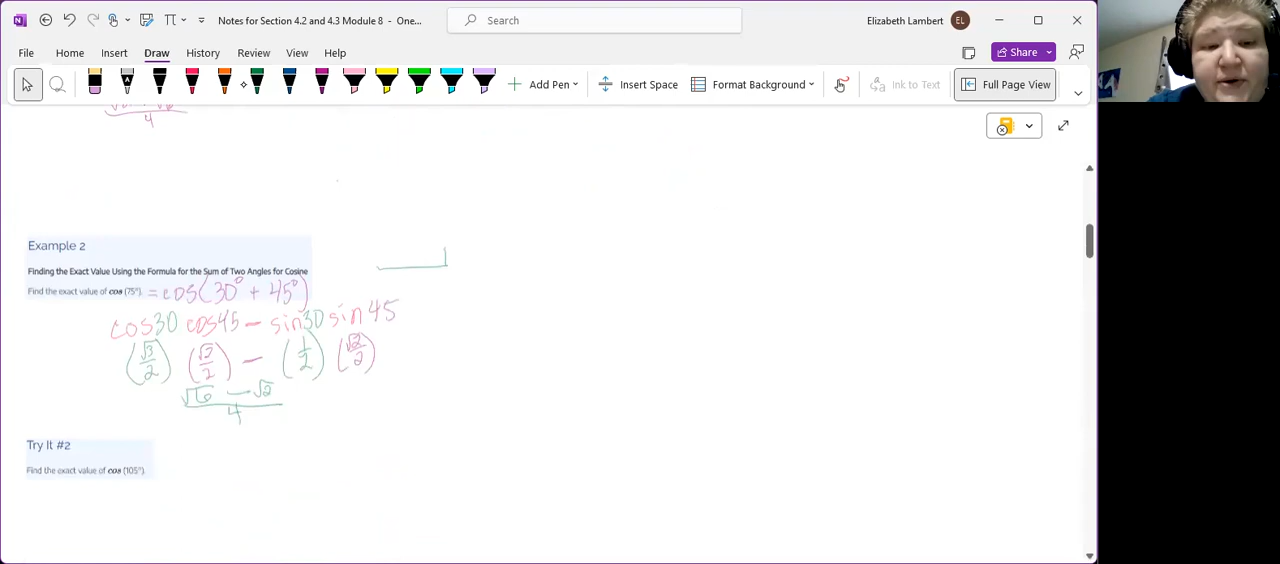 Notes for Section 4.2 and 4.3 Module 8 - One...
Search
Elizabeth Lambert EL
File Home Insert Draw History Review View Help Share
Add Pen Insert Space Format Background Ink to Text Full Page View
4
Example 2
Finding the Exact Value Using the Formula for the Sum of Two Angles for Cosine
Find the exact value of cos (75°). = cos(30° + 45°)
cos30 cos45 - sin30 sin 45
(√3/2) (√2/2) - (1/2) (√2/2)
√6 - √2
4
Try It #2
Find the exact value of cos (105°).